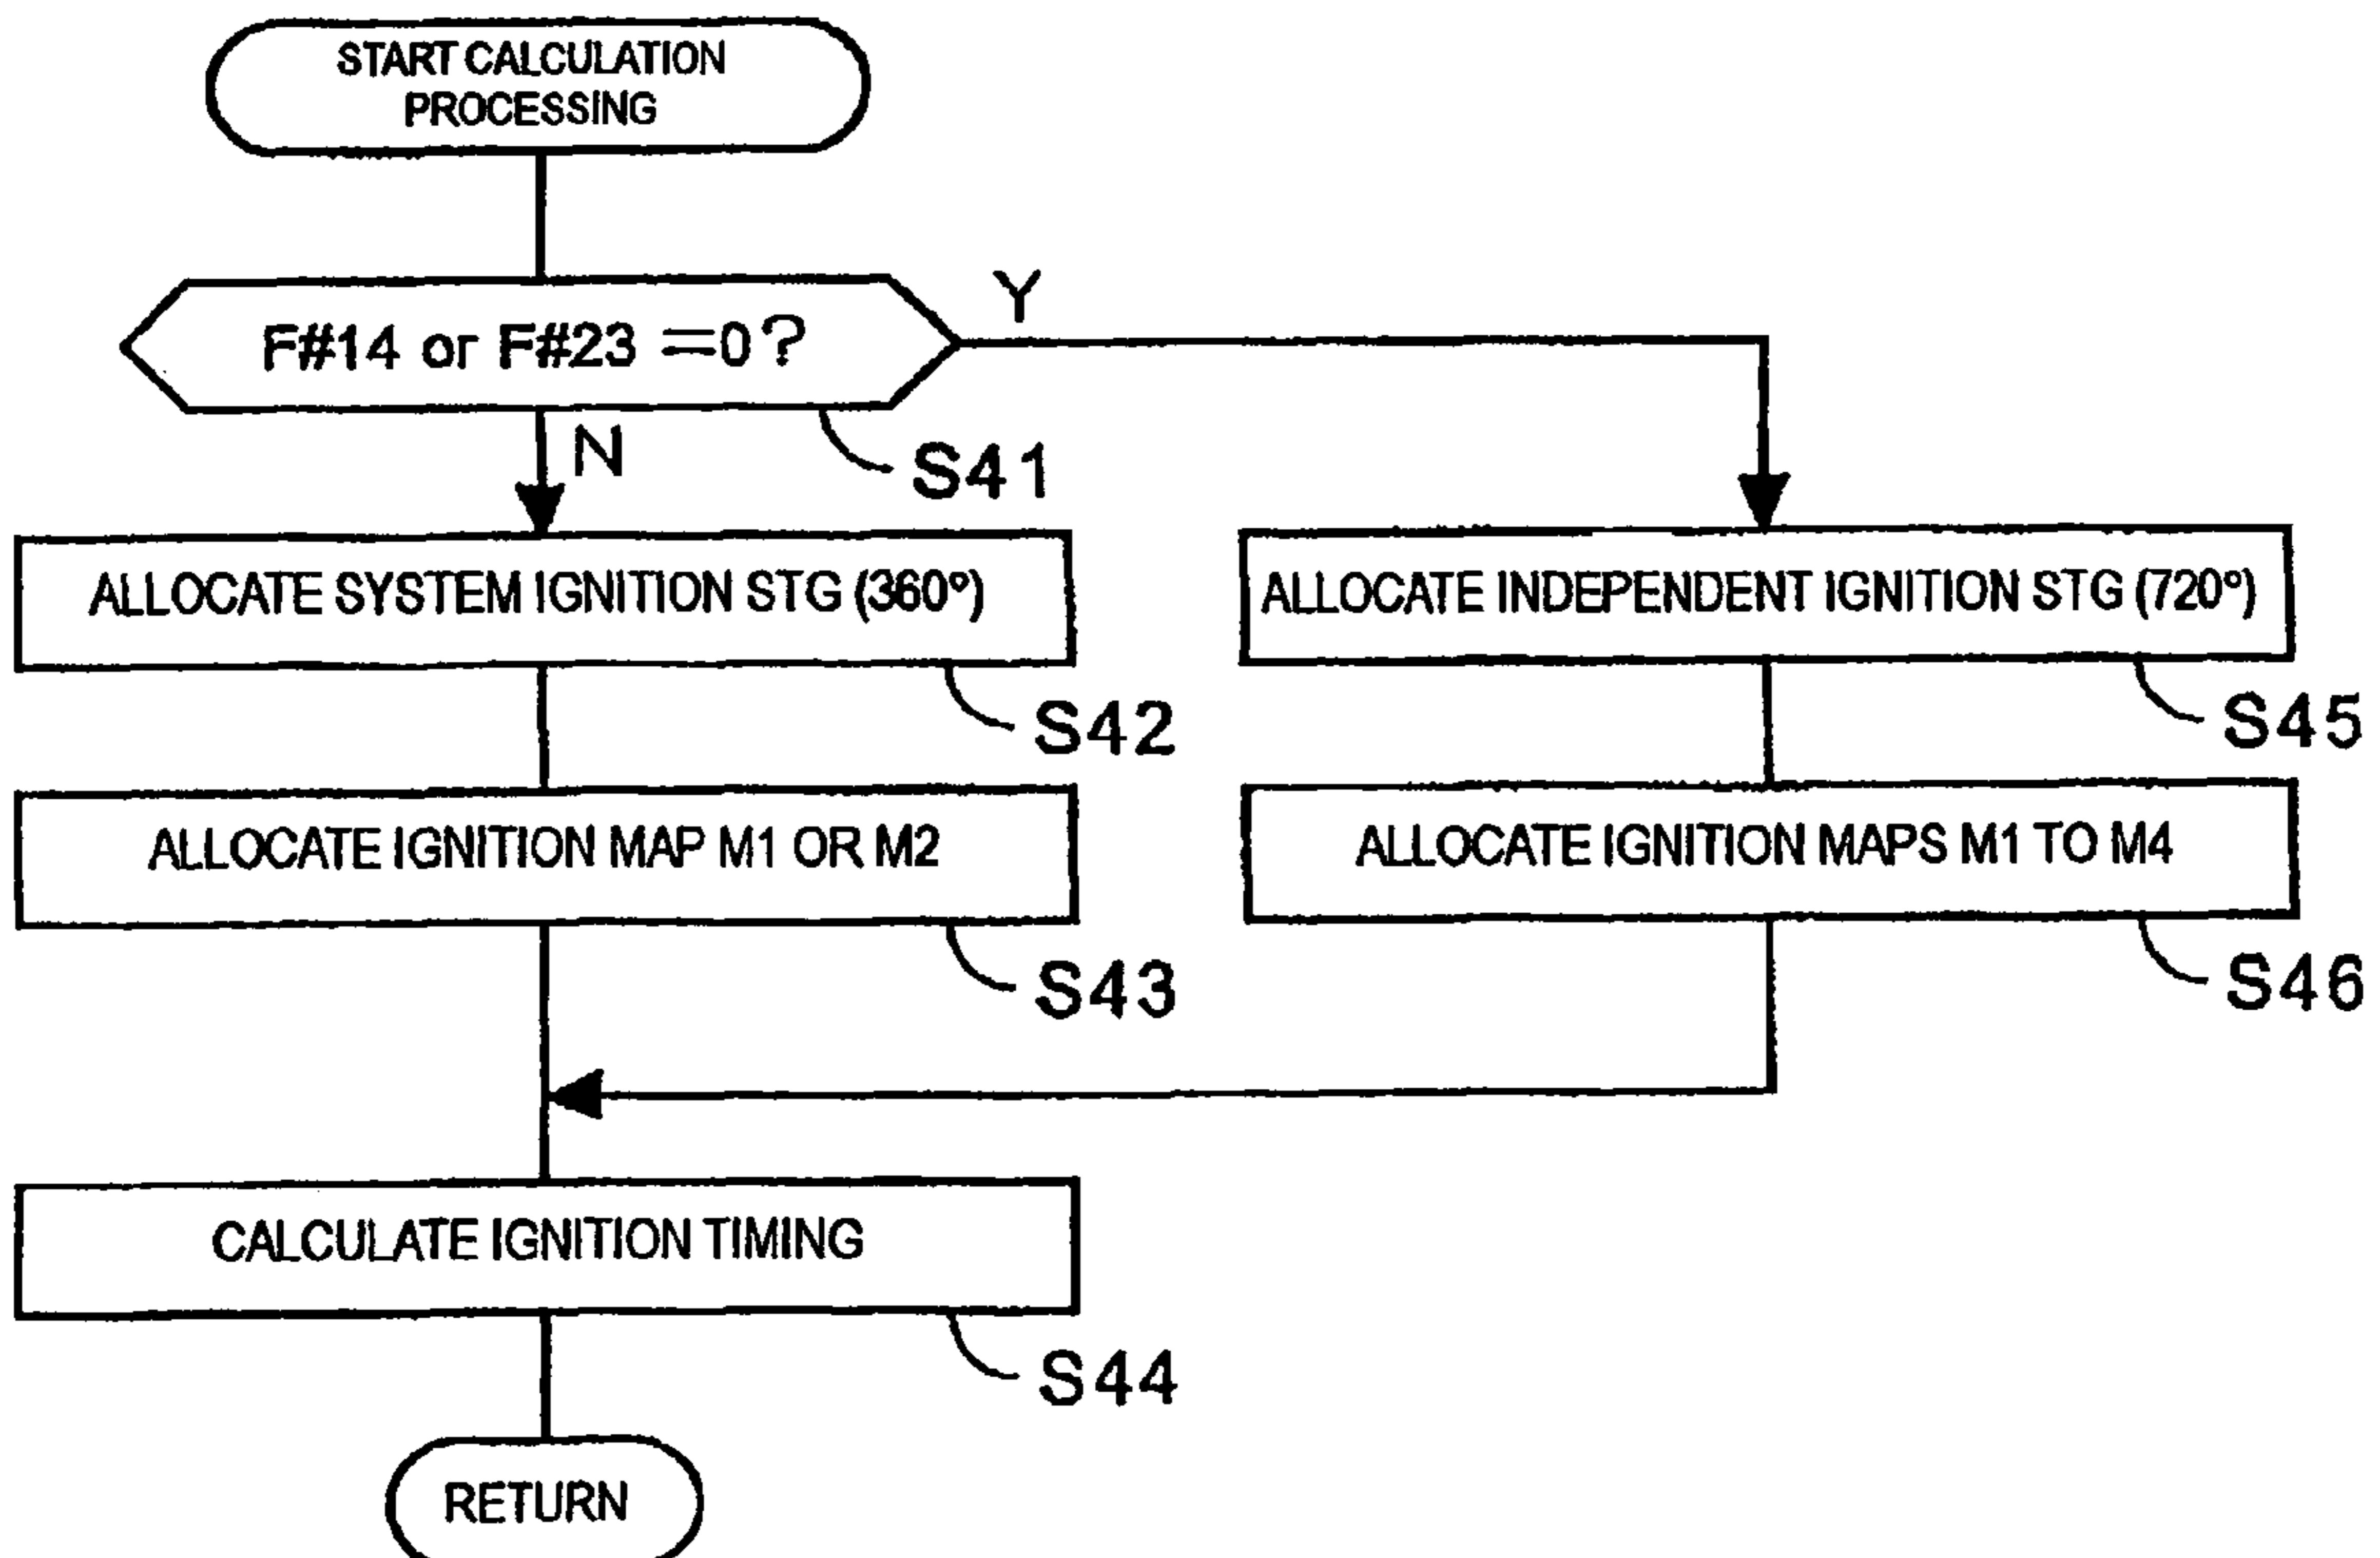 START CALCULATION
PROCESSING
F#14 or F#23 =0?
Y
N
S41
ALLOCATE SYSTEM IGNITION STG (360°)
S42
ALLOCATE INDEPENDENT IGNITION STG (720°)
S45
ALLOCATE IGNITION MAP M1 OR M2
S43
ALLOCATE IGNITION MAPS M1 TO M4
S46
CALCULATE IGNITION TIMING
S44
RETURN